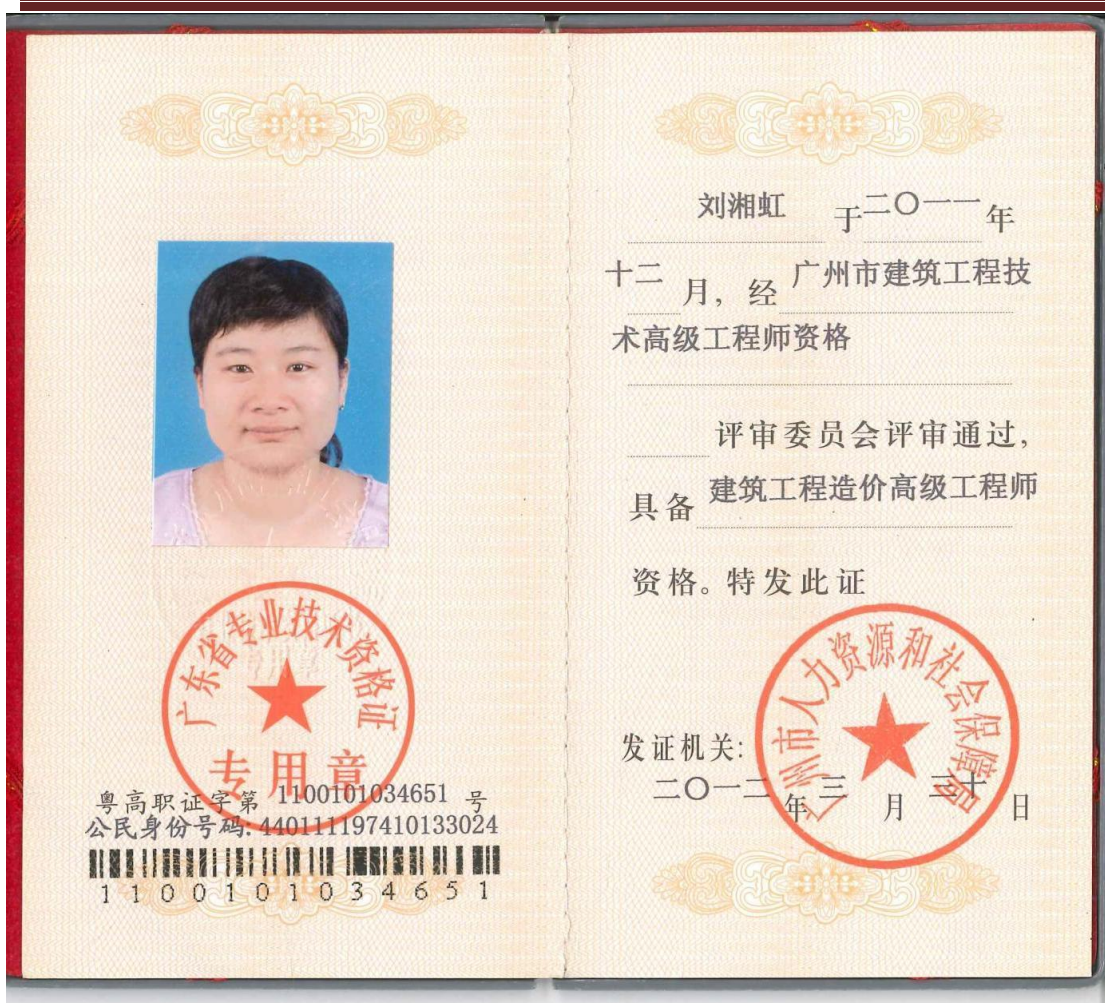 广东省专业技术资格证
专用章
粤高职证字第 1100101034651 号
公民身份号码: 440111197410133024
1100101034651
刘湘虹 于二〇一一年
十二月, 经广州市建筑工程技
术高级工程师资格
评审委员会评审通过,
具备 建筑工程造价高级工程师
资格。特发此证
广州市人力资源和社会保障局
发证机关:
二〇一二年三月三十日